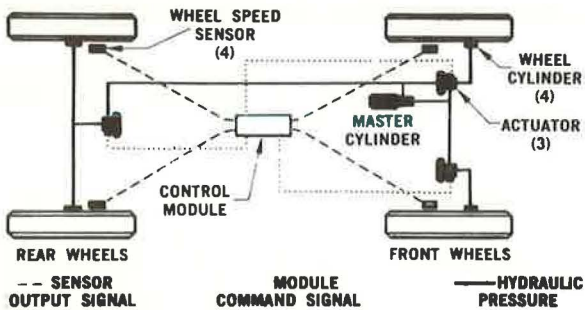 WHEEL SPEED
SENSOR
(4)
WHEEL
CYLINDER
(4)
MASTER
CYLINDER
ACTUATOR
(3)
CONTROL
MODULE
REAR WHEELS
FRONT WHEELS
SENSOR
OUTPUT SIGNAL
MODULE
COMMAND SIGNAL
HYDRAULIC
PRESSURE